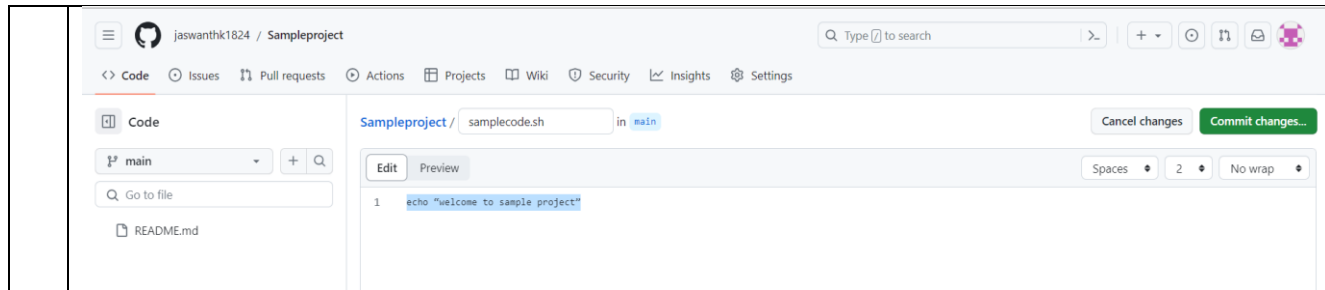 jaswanthk1824 / Sampleproject
Type / to search
Code Issues Pull requests Actions Projects Wiki Security Insights Settings
Code
Sampleproject / samplecode.sh in main
Cancel changes Commit changes...
main
Edit Preview
Spaces 2 No wrap
Go to file
1 echo “welcome to sample project”
README.md